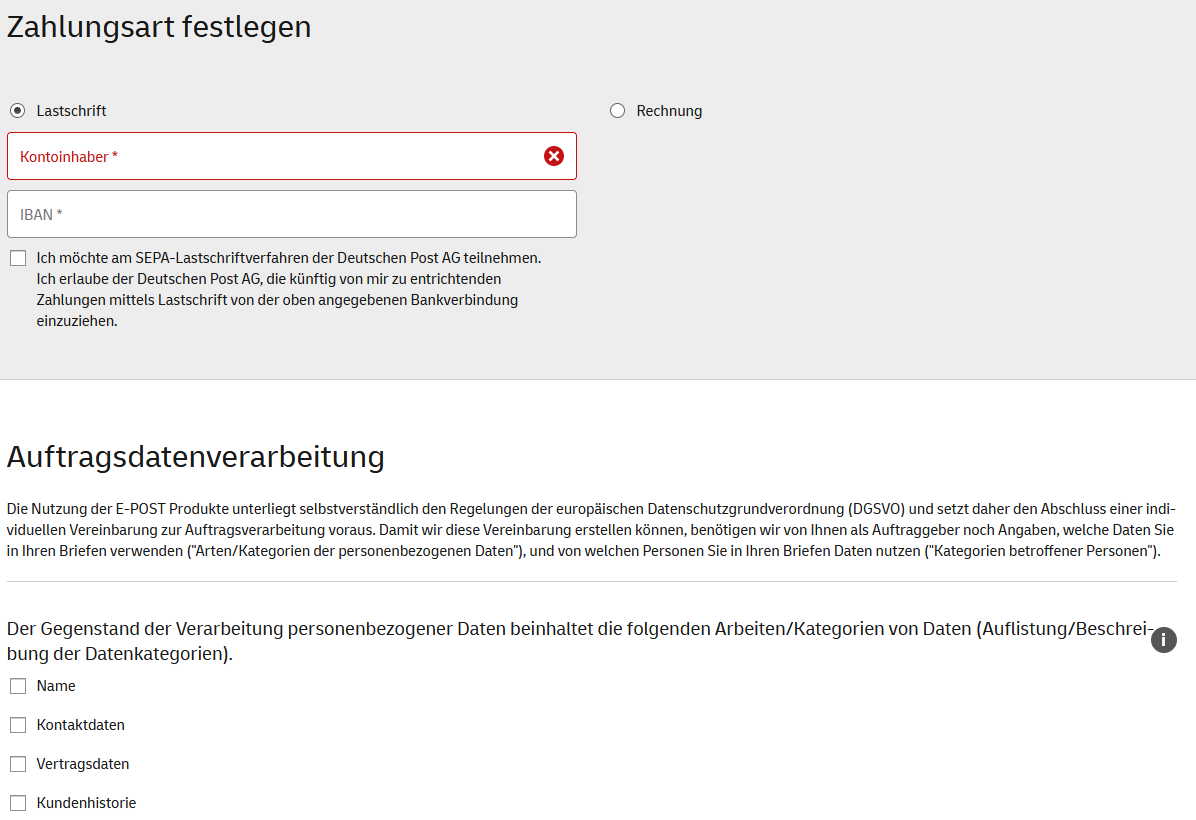 Zahlungsart festlegen
Lastschrift
Rechnung
Kontoinhaber *
IBAN *
Ich möchte am SEPA-Lastschriftverfahren der Deutschen Post AG teilnehmen.
Ich erlaube der Deutschen Post AG, die künftig von mir zu entrichtenden
Zahlungen mittels Lastschrift von der oben angegebenen Bankverbindung
einzuziehen.
Auftragsdatenverarbeitung
Die Nutzung der E-POST Produkte unterliegt selbstverständlich den Regelungen der europäischen Datenschutzgrundverordnung (DGSVO) und setzt daher den Abschluss einer indi-
viduellen Vereinbarung zur Auftragsverarbeitung voraus. Damit wir diese Vereinbarung erstellen können, benötigen wir von Ihnen als Auftraggeber noch Angaben, welche Daten Sie
in Ihren Briefen verwenden ("Arten/Kategorien der personenbezogenen Daten"), und von welchen Personen Sie in Ihren Briefen Daten nutzen ("Kategorien betroffener Personen").
Der Gegenstand der Verarbeitung personenbezogener Daten beinhaltet die folgenden Arbeiten/Kategorien von Daten (Auflistung/Beschrei-
bung der Datenkategorien).
i
Name
Kontaktdaten
Vertragsdaten
Kundenhistorie